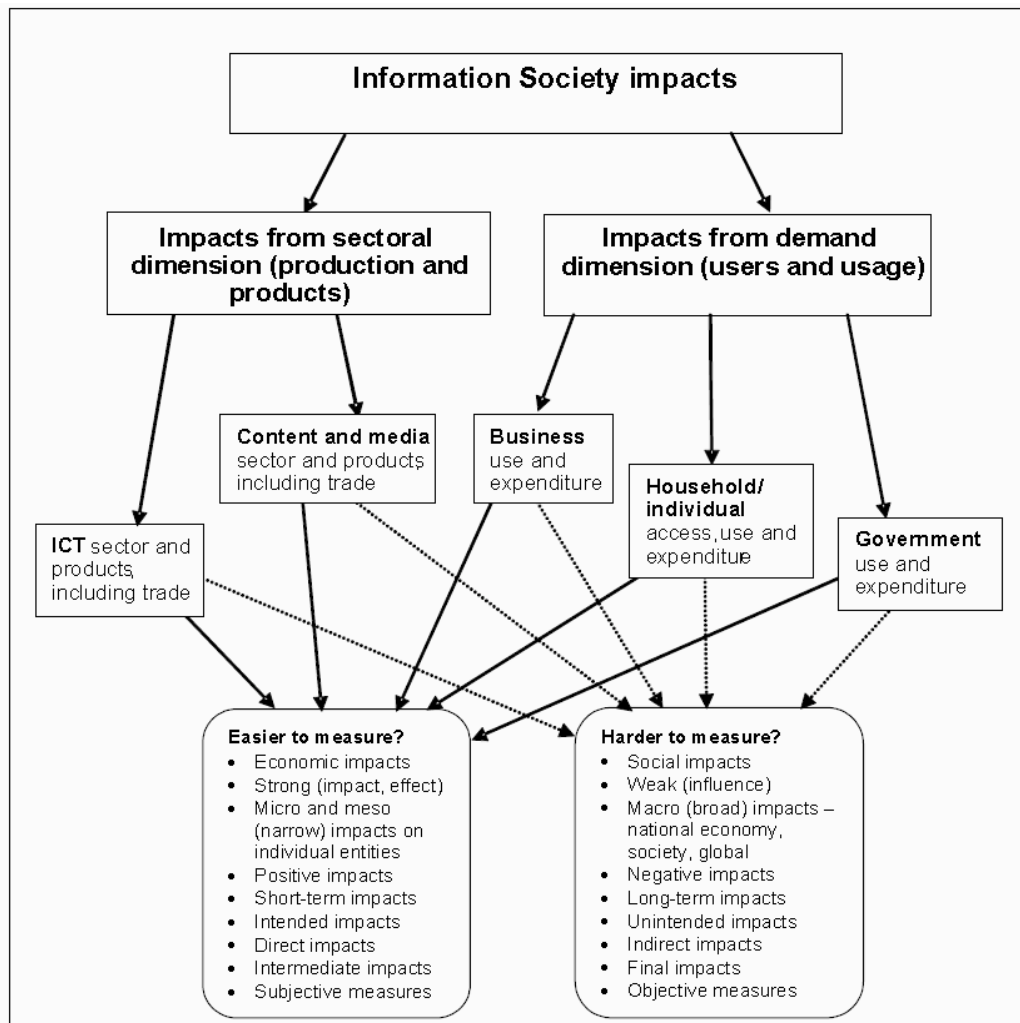 Information Society impacts
Impacts from sectoral
dimension (production and
products)
Impacts from demand
dimension (users and usage)
Content and media
sector and products,
including trade
Business
use and
expenditure
Household/
individual
access, use and
expenditure
ICT sector and
products,
including trade
Government
use and
expenditure
Easier to measure?
• Economic impacts
• Strong (impact, effect)
• Micro and meso
(narrow) impacts on
individual entities
• Positive impacts
• Short-term impacts
• Intended impacts
• Direct impacts
• Intermediate impacts
• Subjective measures
Harder to measure?
• Social impacts
• Weak (influence)
• Macro (broad) impacts –
national economy,
society, global
• Negative impacts
• Long-term impacts
• Unintended impacts
• Indirect impacts
• Final impacts
• Objective measures